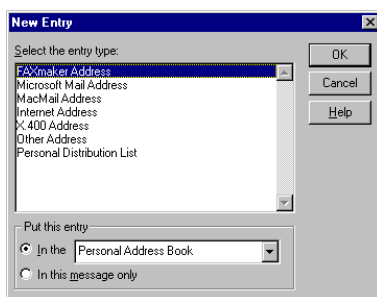 New Entry
Select the entry type:
FAXmaker Address
Microsoft Mail Address
MacMail Address
Internet Address
X.400 Address
Other Address
Personal Distribution List
OK
Cancel
Help
Put this entry
In the Personal Address Book
In this message only